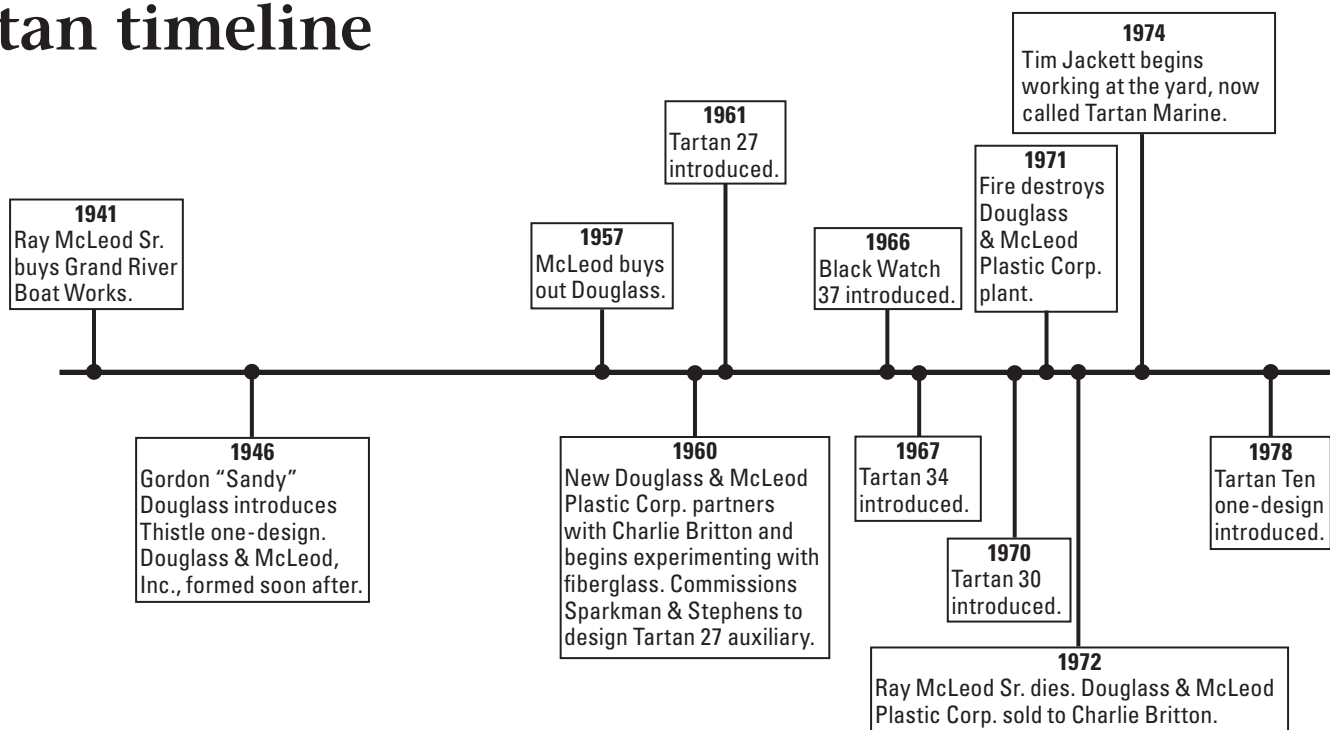 tan timeline
1974
Tim Jackett begins
working at the yard, now
called Tartan Marine.
1961
Tartan 27
introduced.
1971
Fire destroys
Douglass
& McLeod
Plastic Corp.
plant.
1941
Ray McLeod Sr.
buys Grand River
Boat Works.
1957
McLeod buys
out Douglass.
1966
Black Watch
37 introduced.
1946
Gordon “Sandy”
Douglass introduces
Thistle one-design.
Douglass & McLeod,
Inc., formed soon after.
1960
New Douglass & McLeod
Plastic Corp. partners
with Charlie Britton and
begins experimenting with
fiberglass. Commissions
Sparkman & Stephens to
design Tartan 27 auxiliary.
1967
Tartan 34
introduced.
1978
Tartan Ten
one-design
introduced.
1970
Tartan 30
introduced.
1972
Ray McLeod Sr. dies. Douglass & McLeod
Plastic Corp. sold to Charlie Britton.